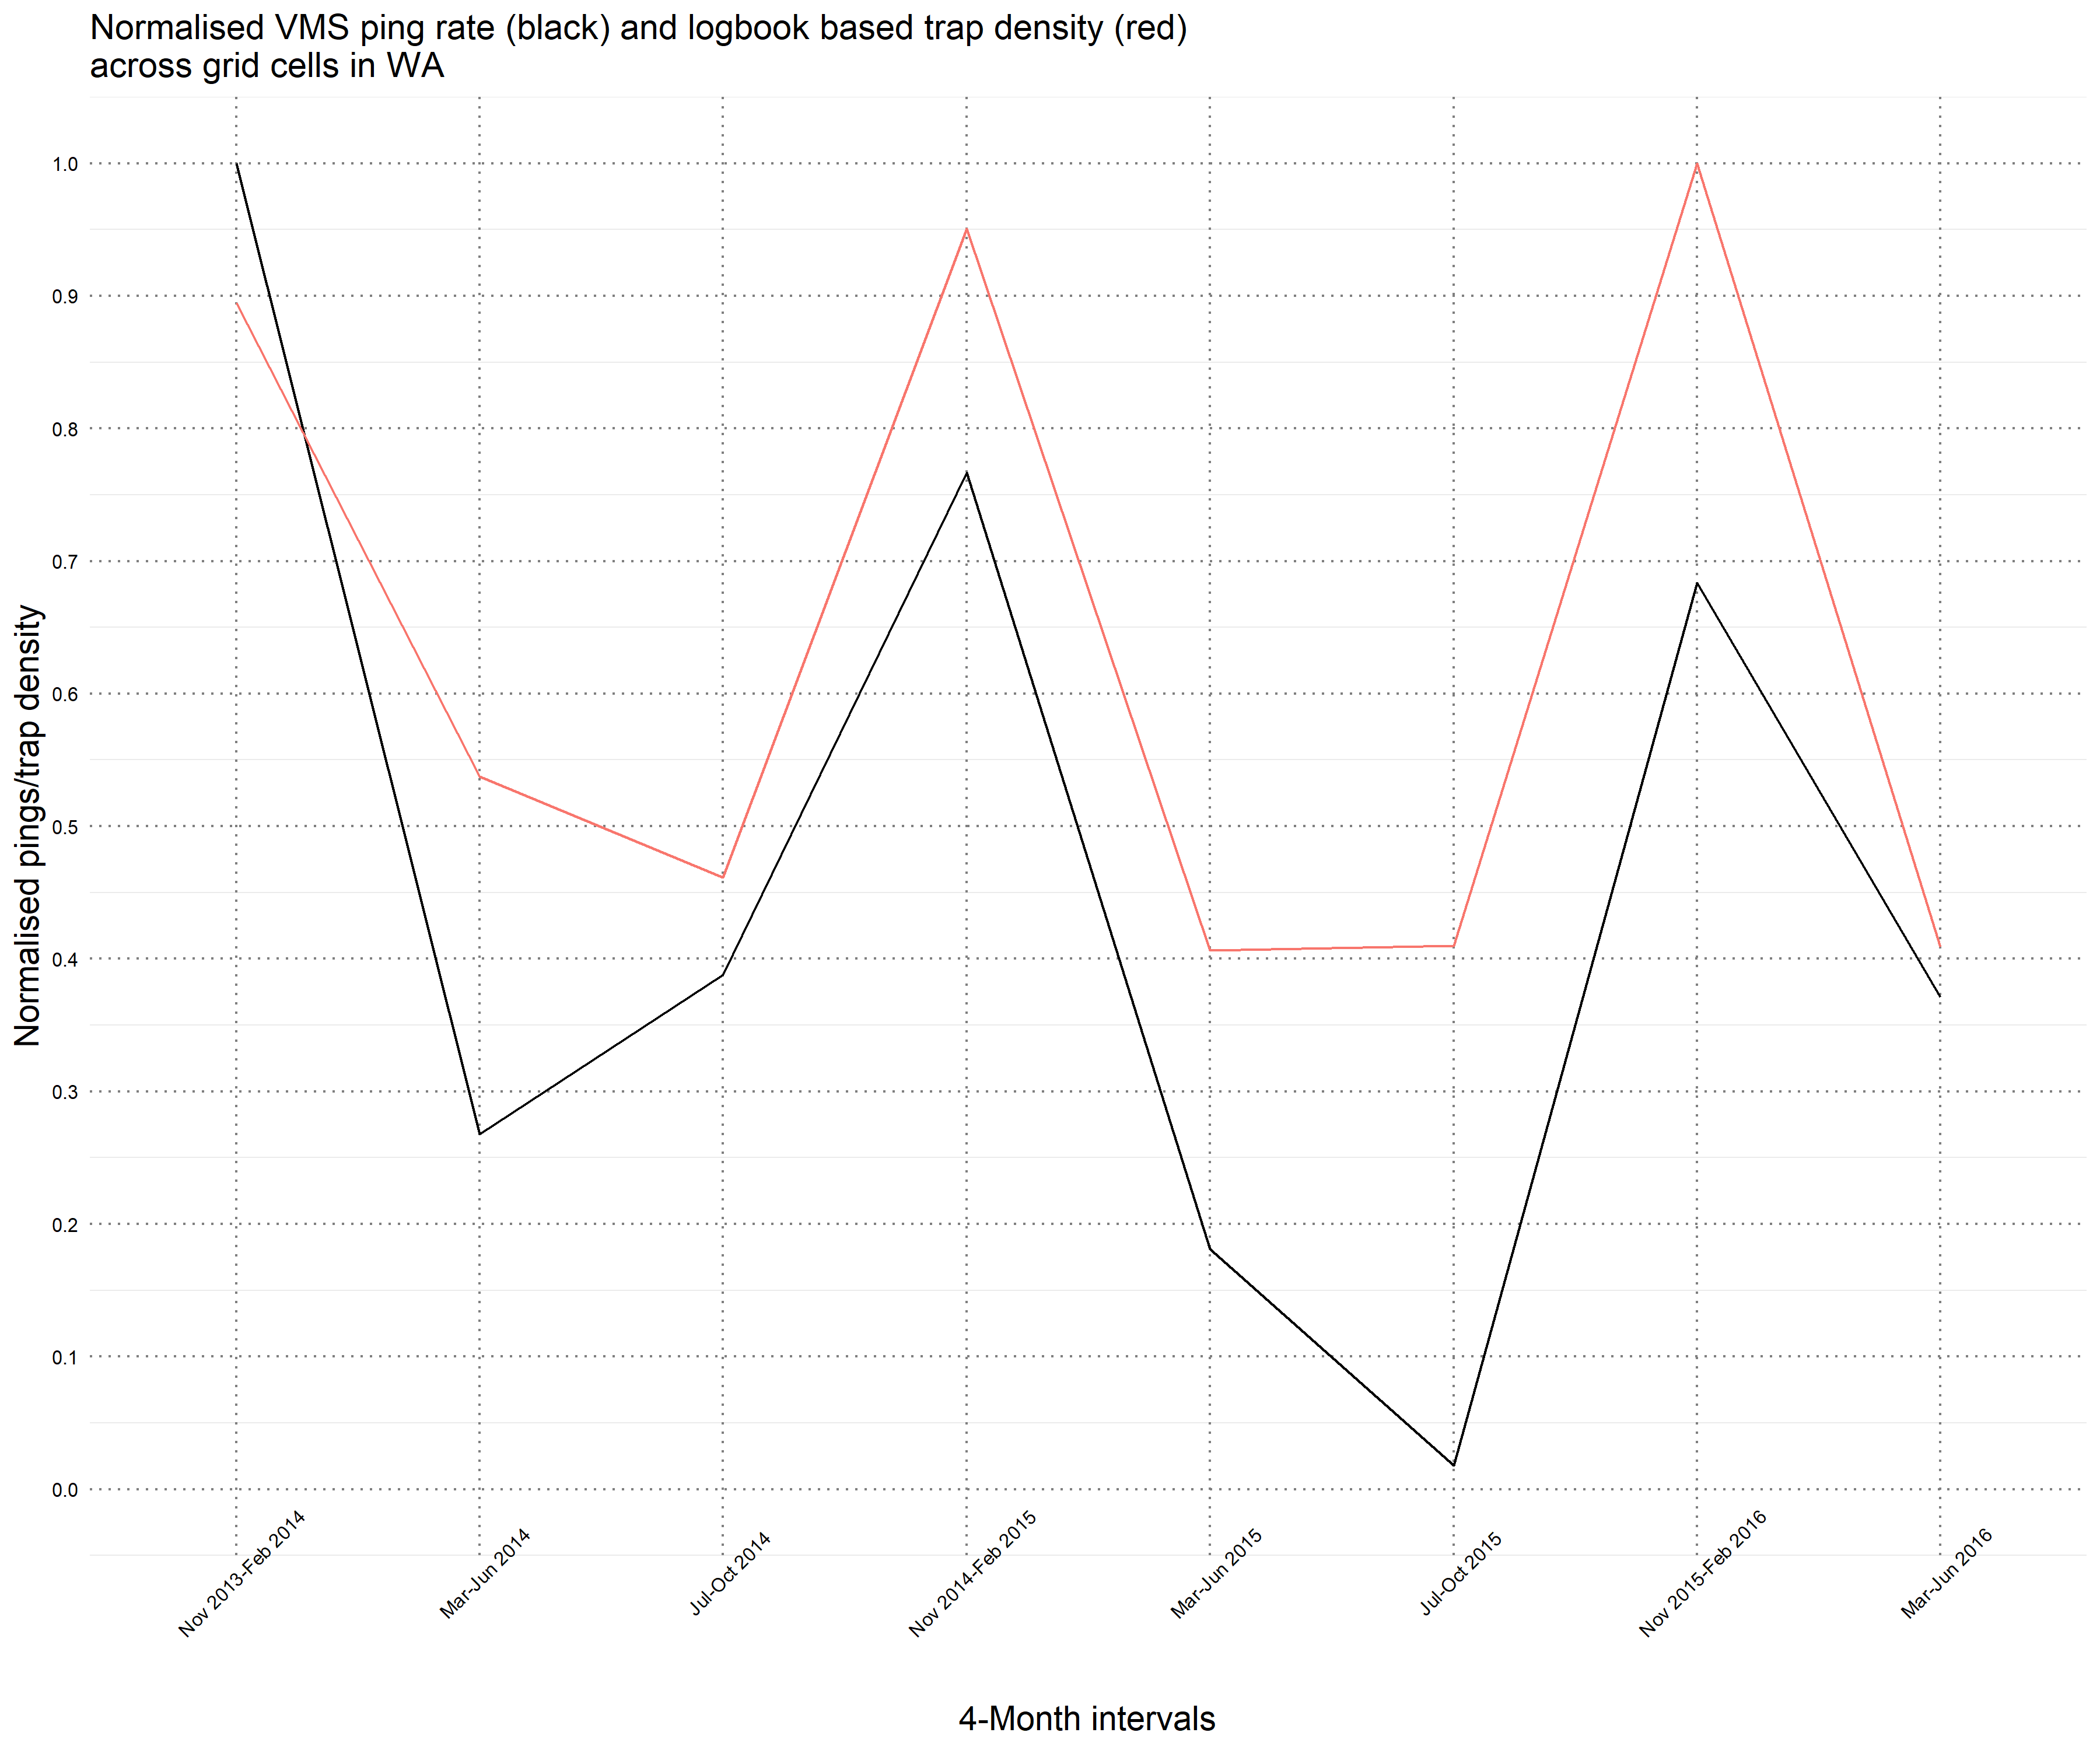 Normalised VMS ping rate (black) and logbook based trap density (red)
across grid cells in WA
Normalised pings/trap density
1.0
0.9
0.8
0.7
0.6
0.5
0.4
0.3
0.2
0.1
0.0
Nov 2013-Feb 2014
Mar-Jun 2014
Jul-Oct 2014
Nov 2014-Feb 2015
Mar-Jun 2015
Jul-Oct 2015
Nov 2015-Feb 2016
Mar-Jun 2016
4-Month intervals